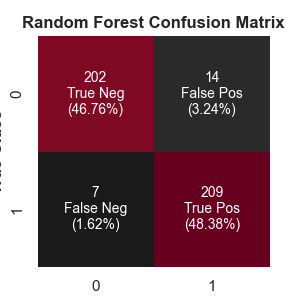 Random Forest Confusion Matrix
0
202
True Neg
(46.76%)
14
False Pos
(3.24%)
1
7
False Neg
(1.62%)
209
True Pos
(48.38%)
0
1